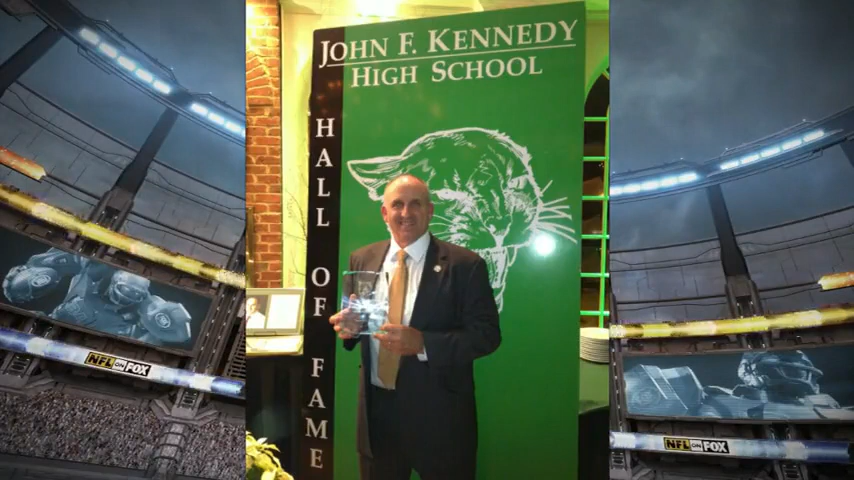 JOHN F. KENNEDY
HIGH SCHOOL
HALL OF FAME
NFL ON FOX
NFL ON FOX